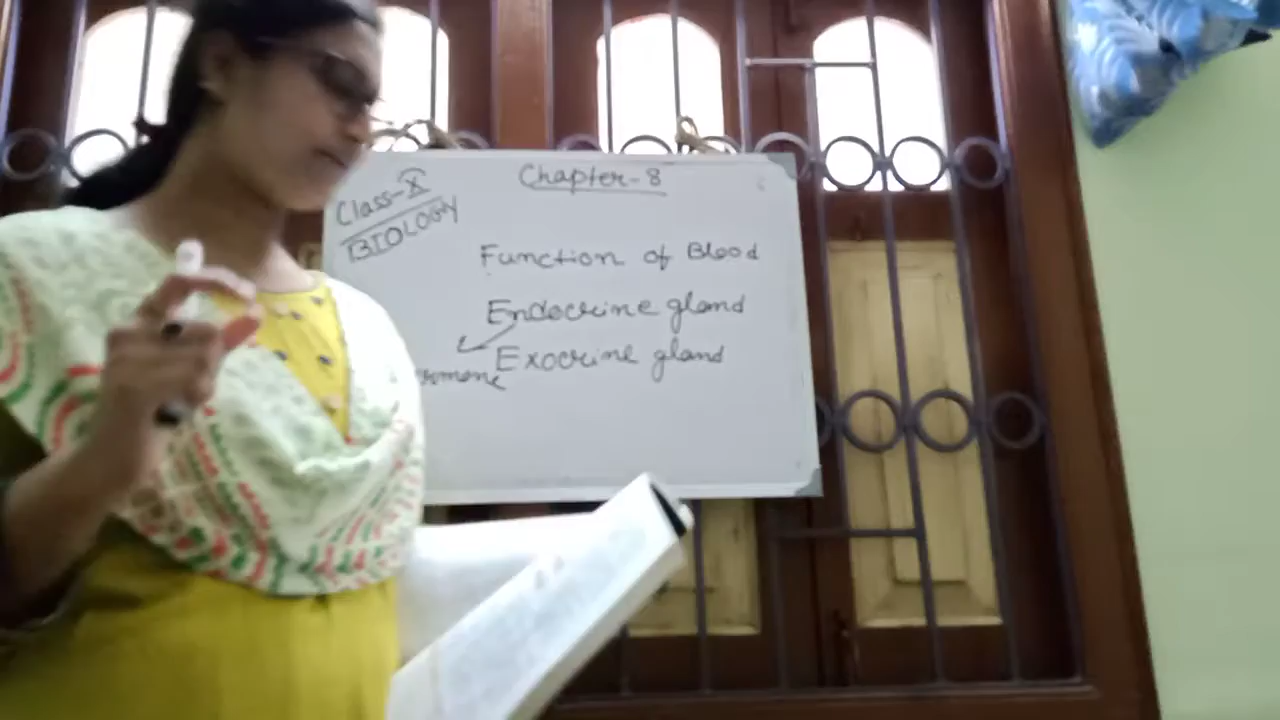 Class-X
BIOLOGY
Chapter-8
Function of Blood
Endocrine gland
Exocrine gland